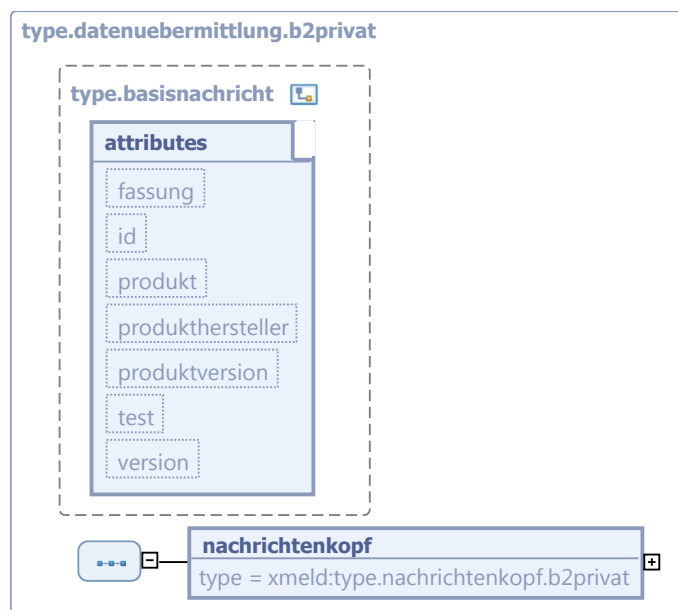 type.datenuebermittlung.b2privat
type.basisnachricht
attributes
fassung
id
produkt
produkthersteller
produktversion
test
version
nachrichtenkopf
type = xmeld:type.nachrichtenkopf.b2privat